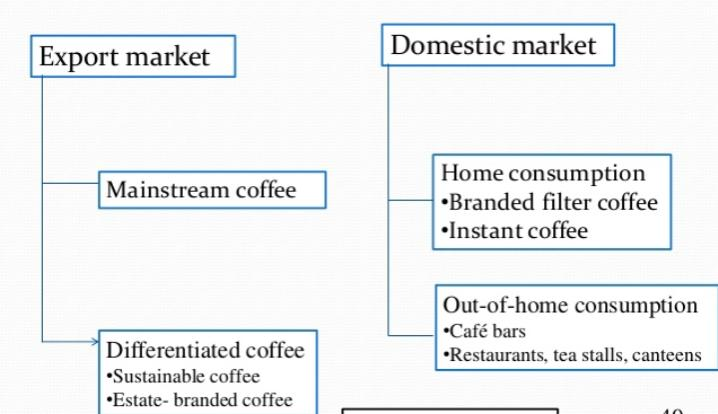 Export market
Mainstream coffee
Differentiated coffee
•Sustainable coffee
•Estate- branded coffee
Domestic market
Home consumption
•Branded filter coffee
•Instant coffee
Out-of-home consumption
•Café bars
•Restaurants, tea stalls, canteens